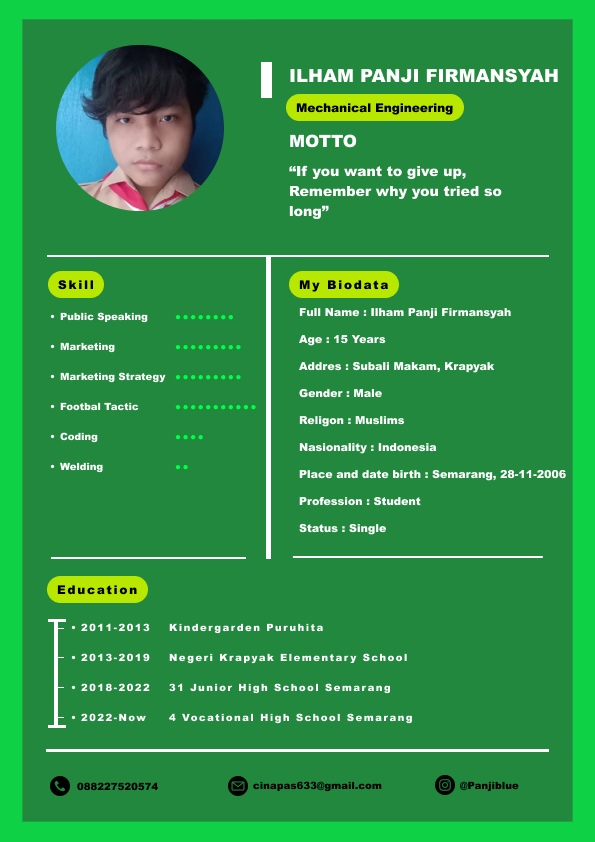 ILHAM PANJI FIRMANSYAH
Mechanical Engineering
MOTTO
“If you want to give up,
Remember why you tried so
long”
Skill
• Public Speaking
• Marketing
• Marketing Strategy
• Footbal Tactic
• Coding
• Welding
My Biodata
Full Name : Ilham Panji Firmansyah
Age : 15 Years
Addres : Subali Makam, Krapyak
Gender : Male
Religon : Muslims
Nasionality : Indonesia
Place and date birth : Semarang, 28-11-2006
Profession : Student
Status : Single
Education
• 2011-2013 Kindergarden Puruhita
• 2013-2019 Negeri Krapyak Elementary School
• 2018-2022 31 Junior High School Semarang
• 2022-Now 4 Vocational High School Semarang
088227520574
cinapas633@gmail.com
@Panjiblue